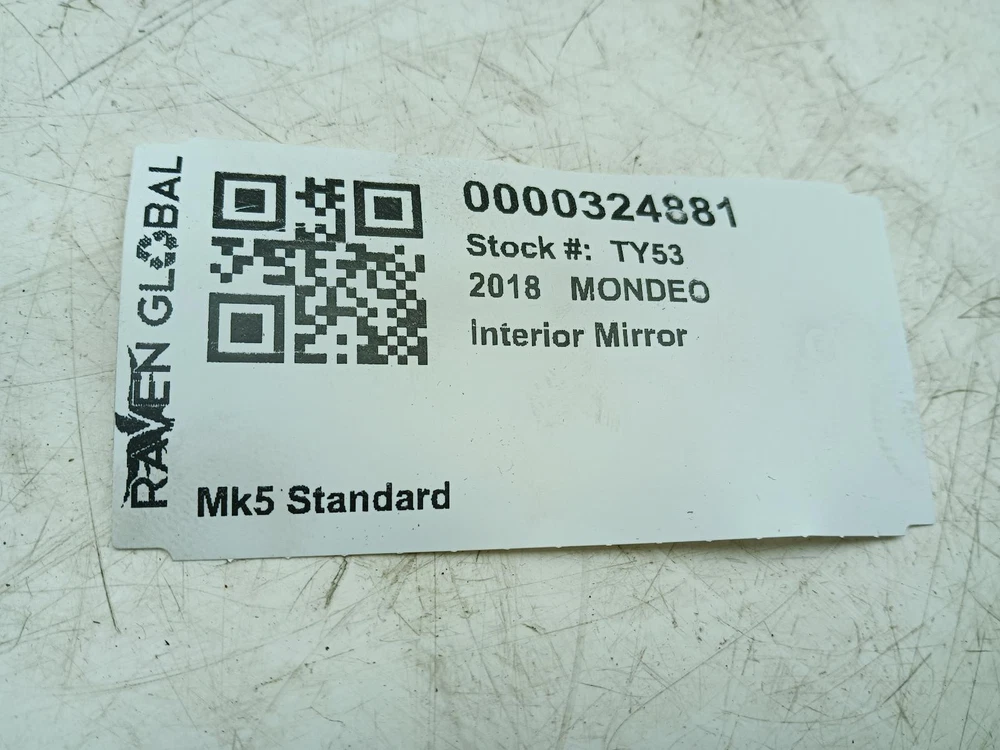 RAVEN GLOBAL
0000324881
Stock #: TY53
2018 MONDEO
Interior Mirror
Mk5 Standard